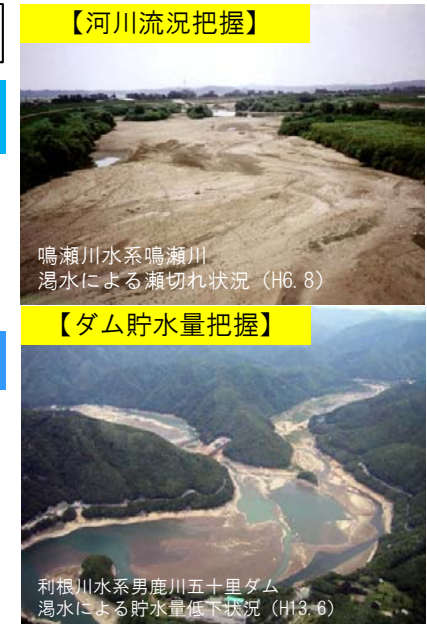 【河川流況把握】
鳴瀬川水系鳴瀬川
渇水による瀬切れ状況（H6.8）
【ダム貯水量把握】
利根川水系男鹿川五十里ダム
渇水による貯水量低下状況（H13.6）